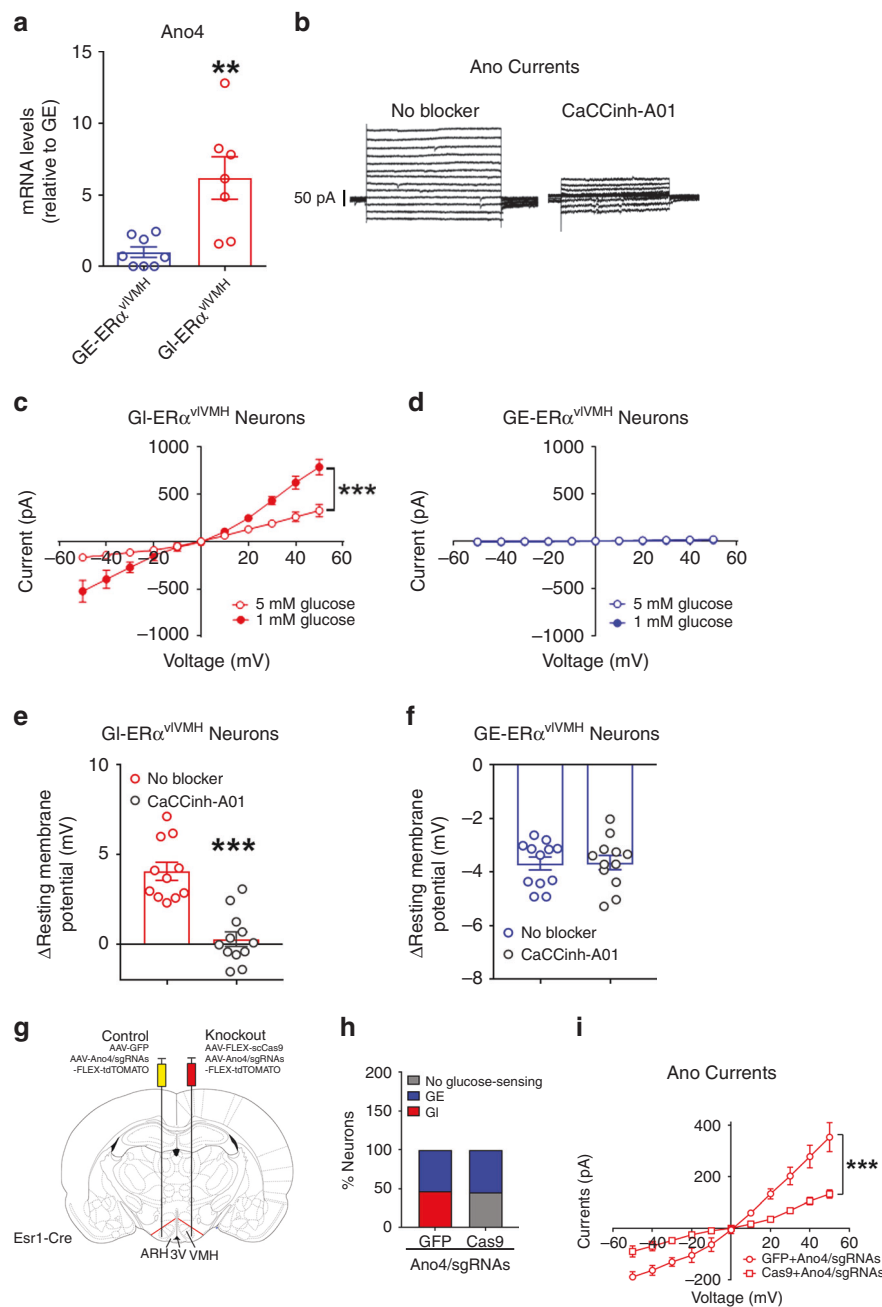 a
Ano4
15
10
5
0
mRNA levels
(relative to GE)
**
GE-ERα^vlVMH
GI-ERα^vlVMH
b
Ano Currents
No blocker
CaCCinh-A01
50 pA
c
GI-ERα^vlVMH Neurons
1000
500
−500
−1000
−60 −40 −20 0 20 40 60
Current (pA)
***
5 mM glucose
1 mM glucose
Voltage (mV)
d
GE-ERα^vlVMH Neurons
1000
500
−500
−1000
−60 −40 −20 0 20 40 60
Current (pA)
5 mM glucose
1 mM glucose
Voltage (mV)
e
GI-ERα^vlVMH Neurons
10
5
0
ΔResting membrane
potential (mV)
No blocker
CaCCinh-A01
***
f
GE-ERα^vlVMH Neurons
0
−2
−4
−6
−8
ΔResting membrane
potential (mV)
No blocker
CaCCinh-A01
g
Control
AAV-GFP
AAV-Ano4/sgRNAs
-FLEX-tdTOMATO
Knockout
AAV-FLEX-scCas9
AAV-Ano4/sgRNAs
-FLEX-tdTOMATO
Esr1-Cre
ARH 3V VMH
h
200
150
100
50
0
% Neurons
No glucose-sensing
GE
GI
GFP Cas9
Ano4/sgRNAs
i
Ano Currents
400
200
−200
−60 −40 −20 0 20 40 60
Currents (pA)
***
GFP+Ano4/sgRNAs
Cas9+Ano4/sgRNAs
Voltage (mV)